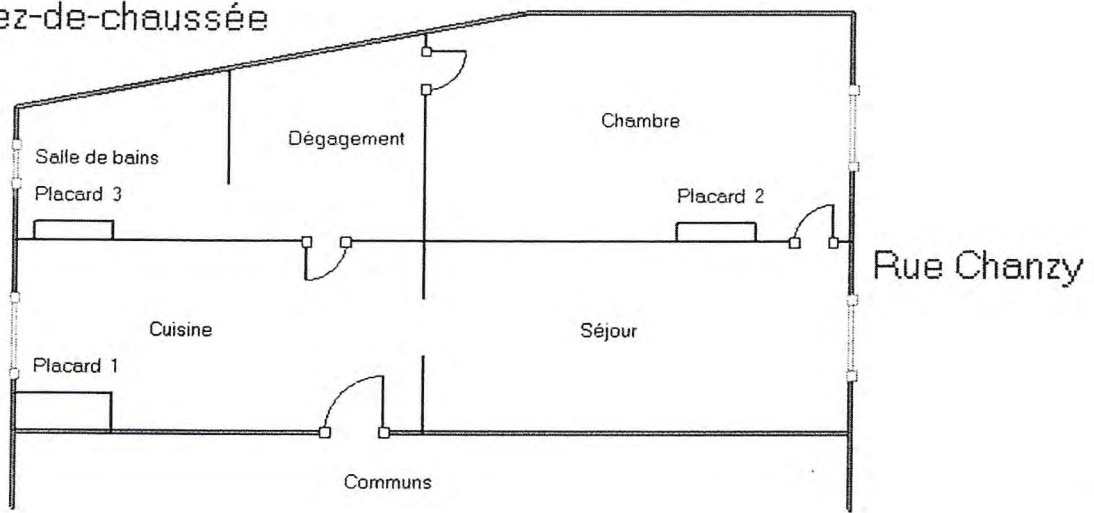 ez-de-chaussée
Chambre
Dégagement
Salle de bains
Placard 3
Placard 2
Rue Chanzy
Cuisine
Séjour
Placard 1
Communs